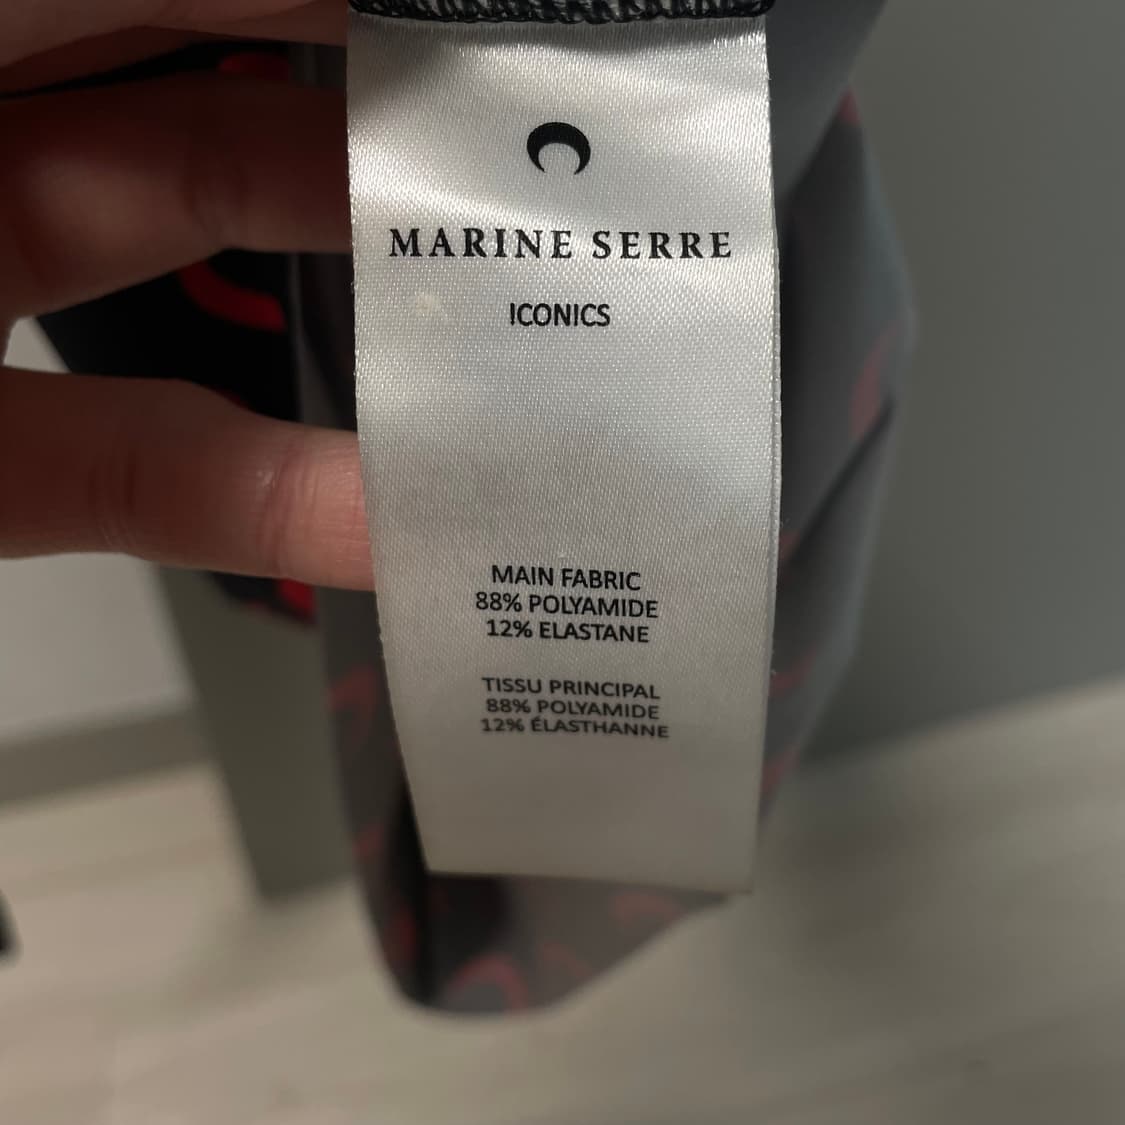 MARINE SERRE
ICONICS
MAIN FABRIC
88% POLYAMIDE
12% ELASTANE
TISSU PRINCIPAL
88% POLYAMIDE
12% ÉLASTHANNE